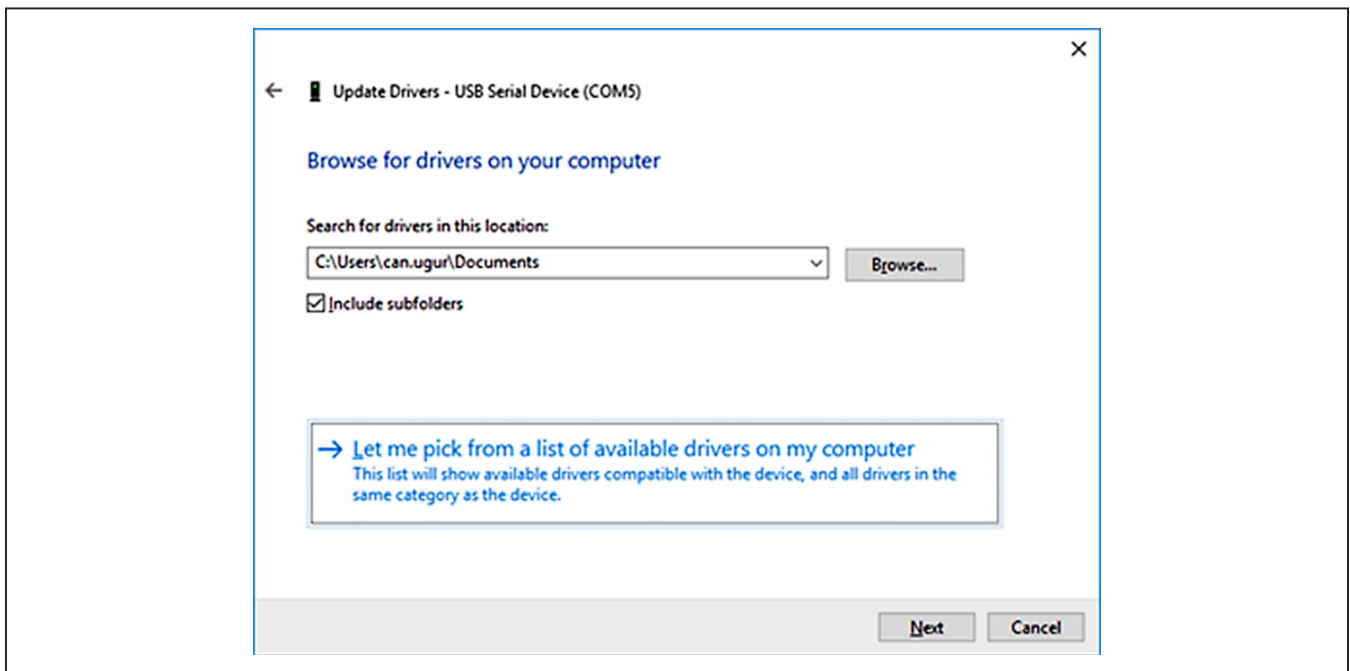 Update Drivers - USB Serial Device (COM5)
Browse for drivers on your computer
Search for drivers in this location:
C:\Users\can.ugur\Documents
Browse...
Include subfolders
Let me pick from a list of available drivers on my computer
This list will show available drivers compatible with the device, and all drivers in the
same category as the device.
Next
Cancel